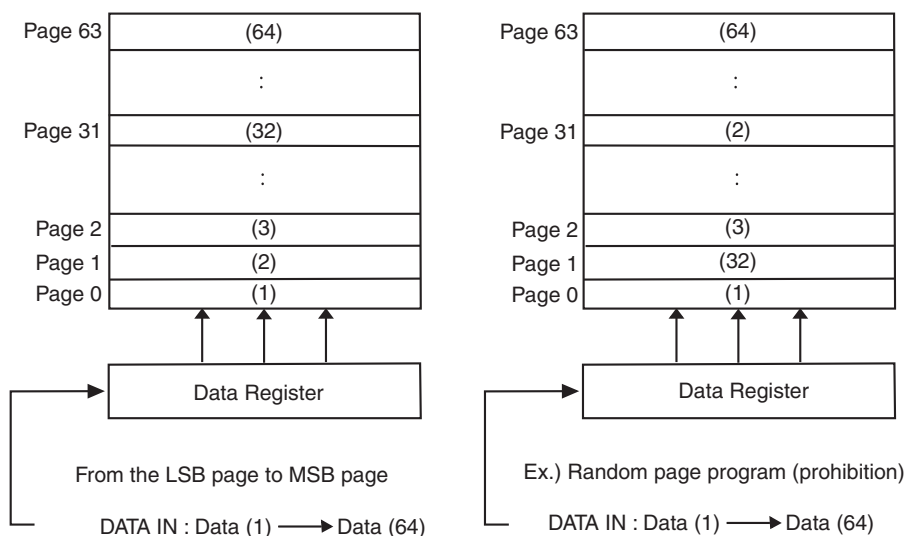 Page 63 (64)
:
Page 31 (32)
:
Page 2 (3)
Page 1 (2)
Page 0 (1)
Data Register
From the LSB page to MSB page
DATA IN : Data (1) Data (64)
Page 63 (64)
:
Page 31 (2)
:
Page 2 (3)
Page 1 (32)
Page 0 (1)
Data Register
Ex.) Random page program (prohibition)
DATA IN : Data (1) Data (64)